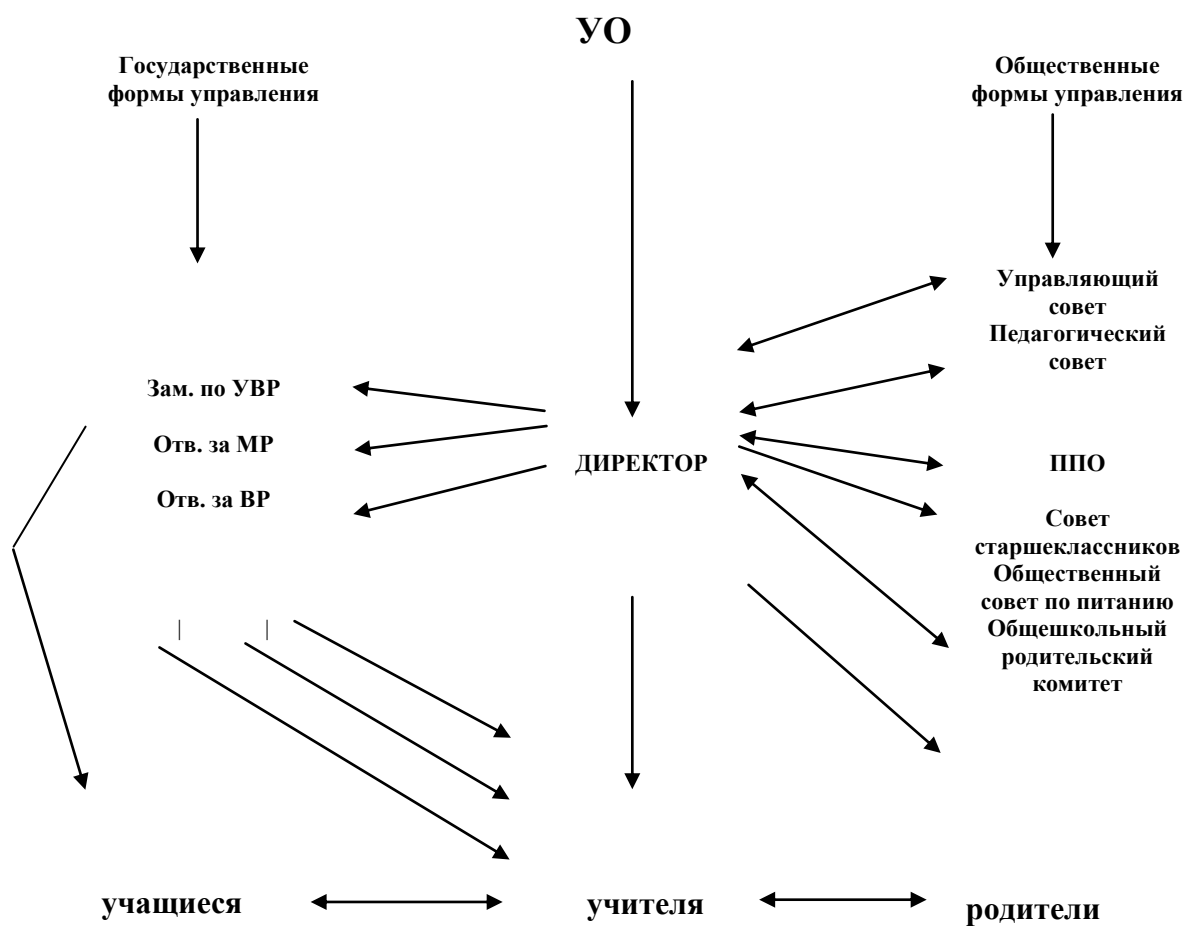 УО
Государственные
формы управления
Общественные
формы управления
Управляющий
совет
Педагогический
совет
Зам. по УВР
Отв. за МР
Отв. за ВР
ДИРЕКТОР
ППО
Совет
старшеклассников
Общественный
совет по питанию
Общешкольный
родительский
комитет
учащиеся
учителя
родители